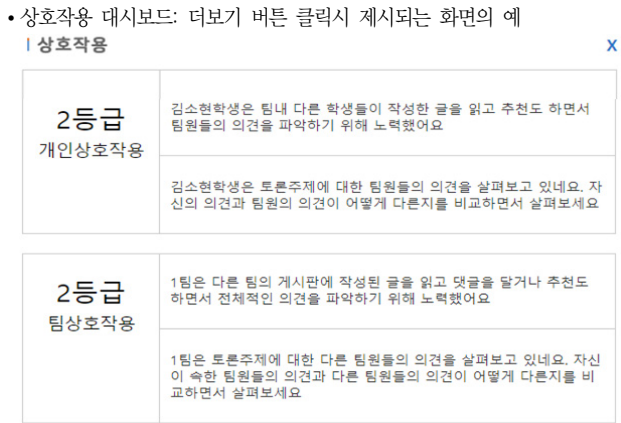 • 상호작용 대시보드: 더보기 버튼 클릭시 제시되는 화면의 예
| 상호작용
X
2등급
개인상호작용
김소현학생은 팀내 다른 학생들이 작성한 글을 읽고 추천도 하면서
팀원들의 의견을 파악하기 위해 노력했어요
김소현학생은 토론주제에 대한 팀원들의 의견을 살펴보고 있네요. 자
신의 의견과 팀원의 의견이 어떻게 다른지를 비교하면서 살펴보세요
2등급
팀상호작용
1팀은 다른 팀의 게시판에 작성된 글을 읽고 댓글을 달거나 추천도
하면서 전체적인 의견을 파악하기 위해 노력했어요
1팀은 토론주제에 대한 다른 팀원들의 의견을 살펴보고 있네요. 자신
이 속한 팀원들의 의견과 다른 팀원들의 의견이 어떻게 다른지를 비
교하면서 살펴보세요